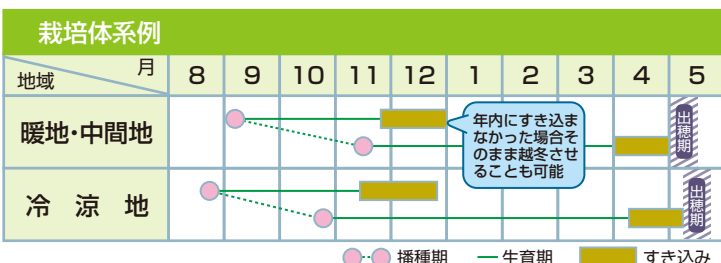 栽培体系例
月
地域
8 9 10 11 12 1 2 3 4 5
暖地・中間地
年内にすき込ま
なかった場合そ
のまま越冬させ
ることも可能
出穂期
冷涼地
出穂期
播種期 生育期 すき込み